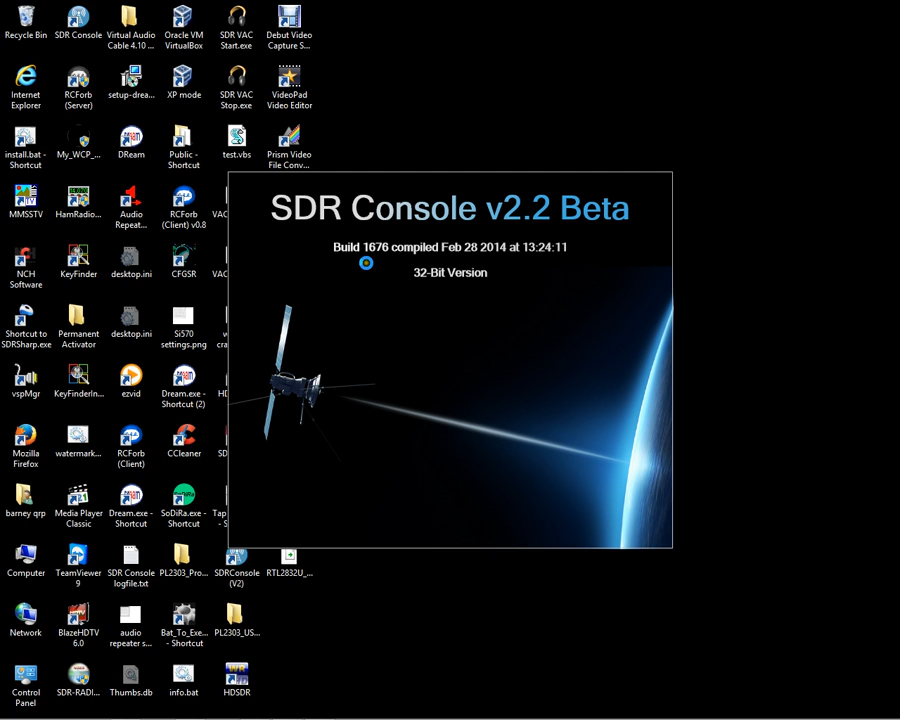 Recycle Bin
SDR Console
Virtual Audio
Cable 4.10 ...
Oracle VM
VirtualBox
SDR VAC
Start.exe
Debut Video
Capture S...
Internet
Explorer
RCForb
(Server)
setup-drea...
XP mode
SDR VAC
Stop.exe
VideoPad
Video Editor
install.bat -
Shortcut
My_WCP_...
DReam
Public -
Shortcut
test.vbs
Prism Video
File Conv...
MMSSTV
HamRadio...
Audio
Repeat...
RCForb
(Client) v0.8
VAC
SDR Console v2.2 Beta
Build 1676 compiled Feb 28 2014 at 13:24:11
32-Bit Version
NCH
Software
KeyFinder
desktop.ini
CFGSR
VAC
Shortcut to
SDRSharp.exe
Permanent
Activator
desktop.ini
Si570
settings.png
w
cra
vspMgr
KeyFinderIn...
ezvid
Dream.exe -
Shortcut (2)
HD
Mozilla
Firefox
watermark...
RCForb
(Client)
CCleaner
SD
barney qrp
Media Player
Classic
Dream.exe -
Shortcut
SoDiRa.exe -
Shortcut
Tap
- S
Computer
TeamViewer
9
SDR Console
logfile.txt
PL2303_Pro...
SDRConsole
(V2)
RTL2832U_...
Network
BlazeHDTV
6.0
audio
repeater s...
Bat_To_Exe...
- Shortcut
PL2303_US...
Control
Panel
SDR-RADI...
Thumbs.db
info.bat
HDSDR